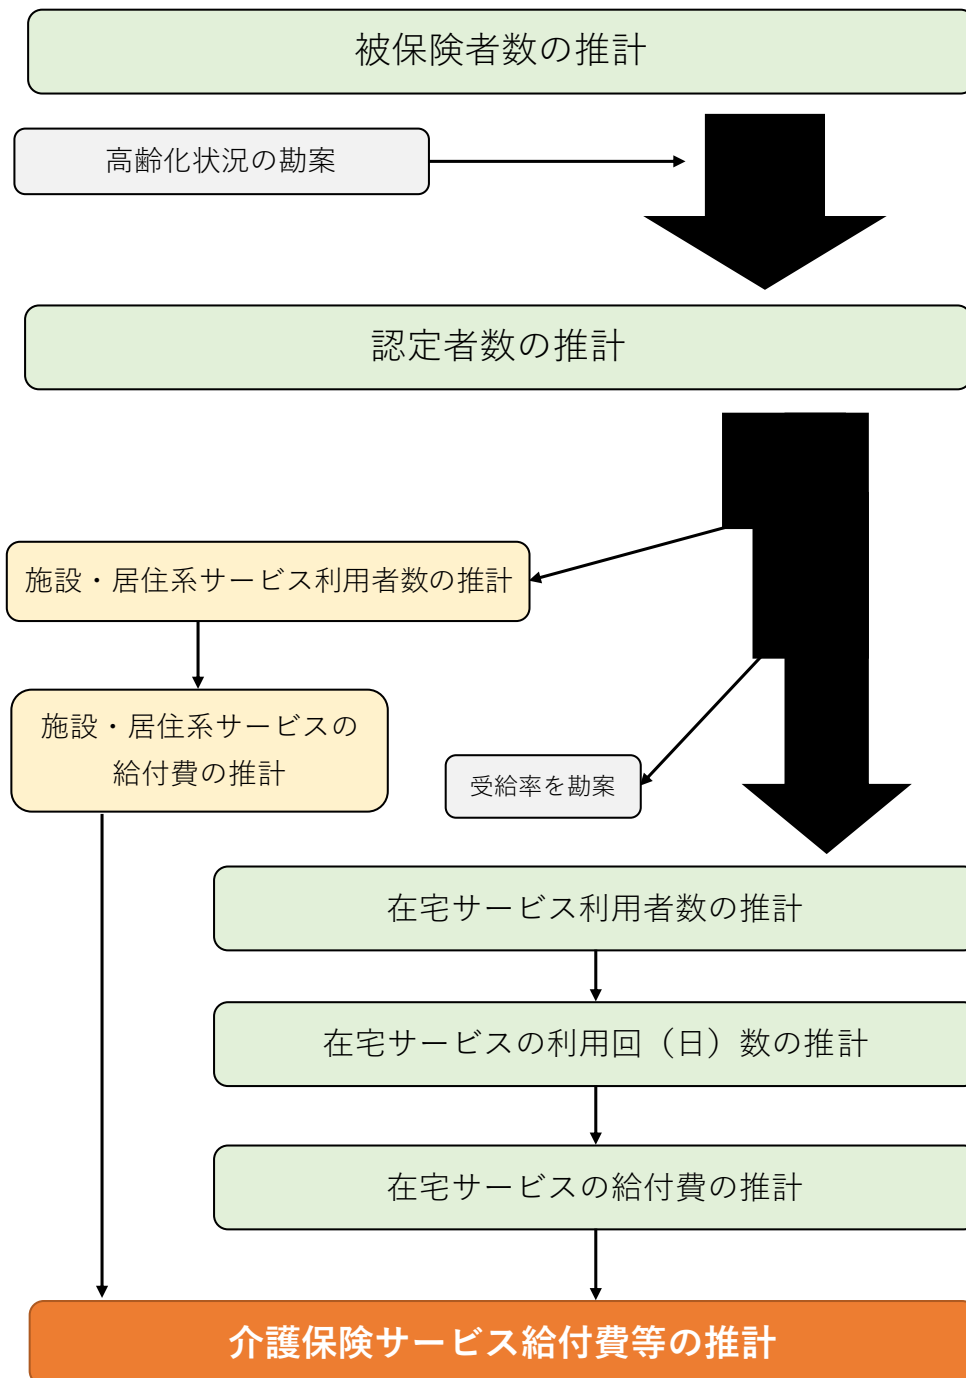 被保険者数の推計
高齢化状況の勘案
認定者数の推計
施設・居住系サービス利用者数の推計
施設・居住系サービスの
給付費の推計
受給率を勘案
在宅サービス利用者数の推計
在宅サービスの利用回（日）数の推計
在宅サービスの給付費の推計
介護保険サービス給付費等の推計